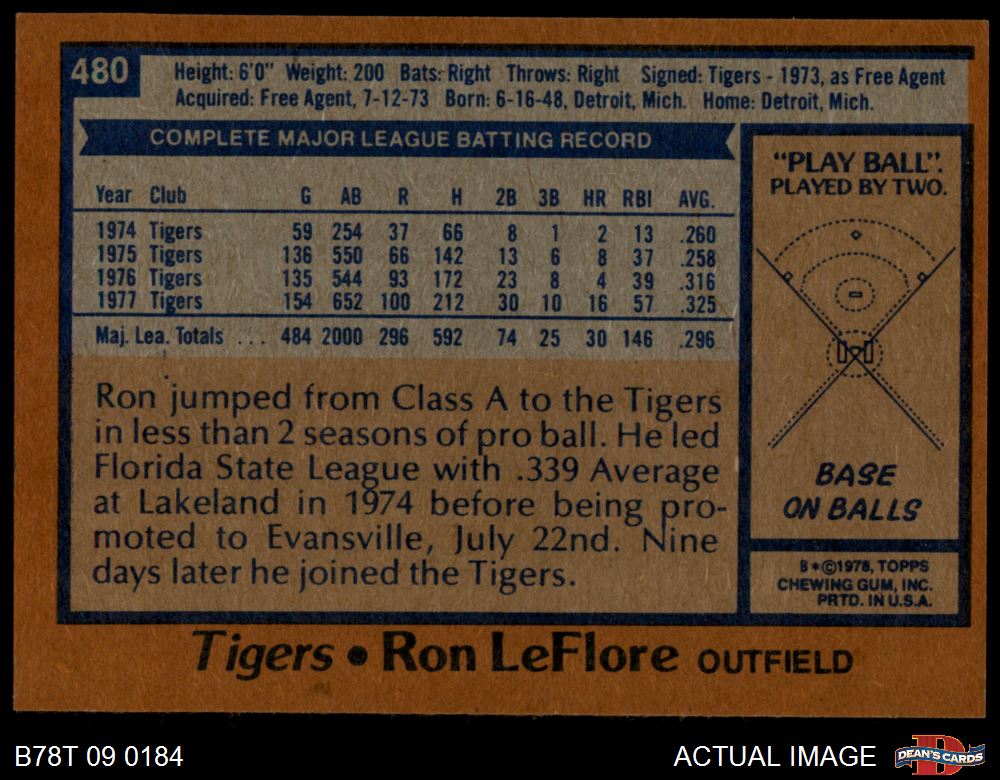 480
Height: 6'0" Weight: 200 Bats: Right Throws: Right Signed: Tigers - 1973, as Free Agent
Acquired: Free Agent, 7-12-73 Born: 6-16-48, Detroit, Mich. Home: Detroit, Mich.
COMPLETE MAJOR LEAGUE BATTING RECORD
Year Club G AB R H 2B 3B HR RBI AVG.
1974 Tigers 59 254 37 66 8 1 2 13 .260
1975 Tigers 136 550 66 142 13 6 8 37 .258
1976 Tigers 135 544 93 172 23 8 4 39 .316
1977 Tigers 154 652 100 212 30 10 16 57 .325
Maj. Lea. Totals ... 484 2000 296 592 74 25 30 146 .296
Ron jumped from Class A to the Tigers
in less than 2 seasons of pro ball. He led
Florida State League with .339 Average
at Lakeland in 1974 before being pro-
moted to Evansville, July 22nd. Nine
days later he joined the Tigers.
"PLAY BALL".
PLAYED BY TWO.
BASE
ON BALLS
B*©1978, TOPPS
CHEWING GUM, INC.
PRTD. IN U.S.A.
Tigers • Ron LeFlore OUTFIELD
B78T 09 0184
ACTUAL IMAGE
DEAN'S CARDS